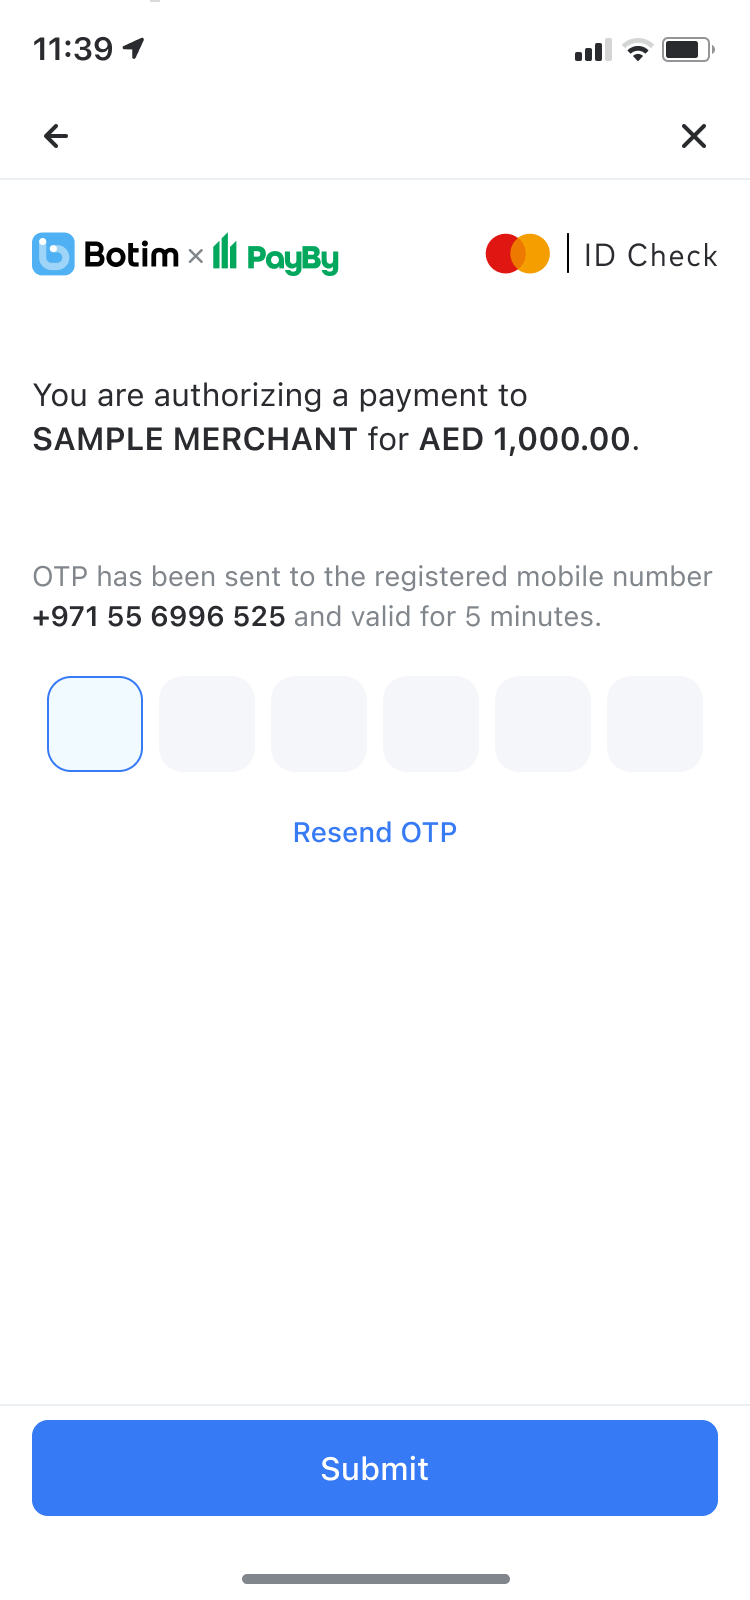 11:39
Botim × PayBy
ID Check
You are authorizing a payment to
SAMPLE MERCHANT for AED 1,000.00.
OTP has been sent to the registered mobile number
+971 55 6996 525 and valid for 5 minutes.
Resend OTP
Submit